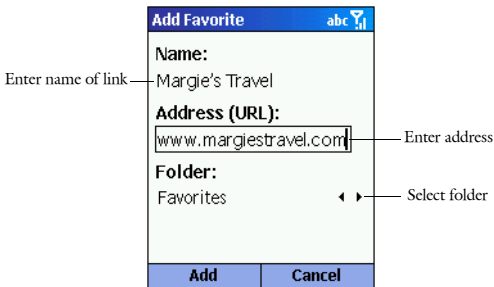 Add Favorite abc
Name:
Enter name of link
Margie's Travel
Address (URL):
www.margiestravel.com
Enter address
Folder:
Favorites
Select folder
Add Cancel